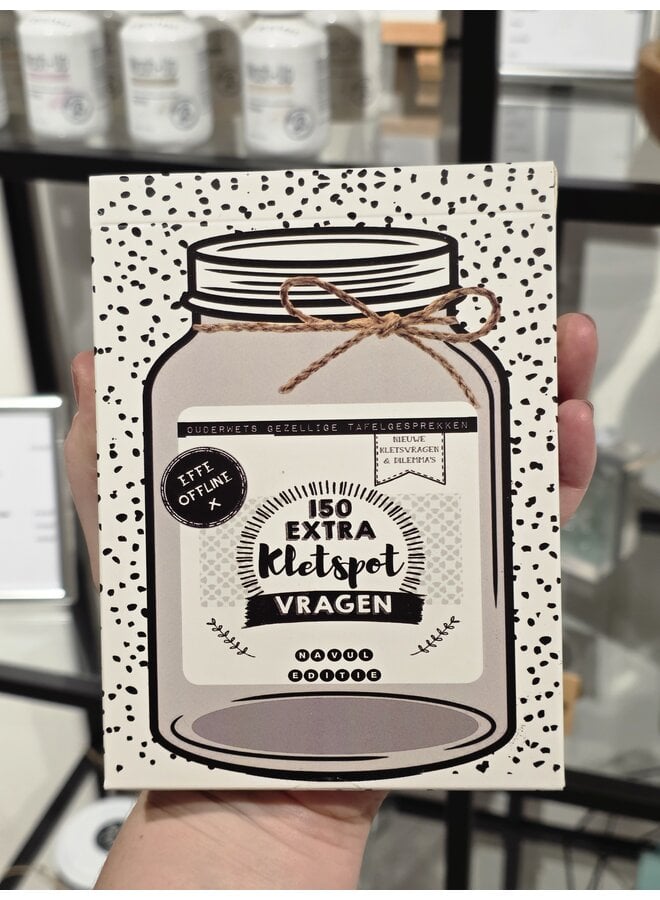 OUDERWETS GEZELLIGE TAFELGESPREKKEN
NIEUWE
KLETSVRAGEN
& DILEMMA'S
EFFE
OFFLINE
X
150
EXTRA
Kletspot
VRAGEN
NAVUL
EDITIE